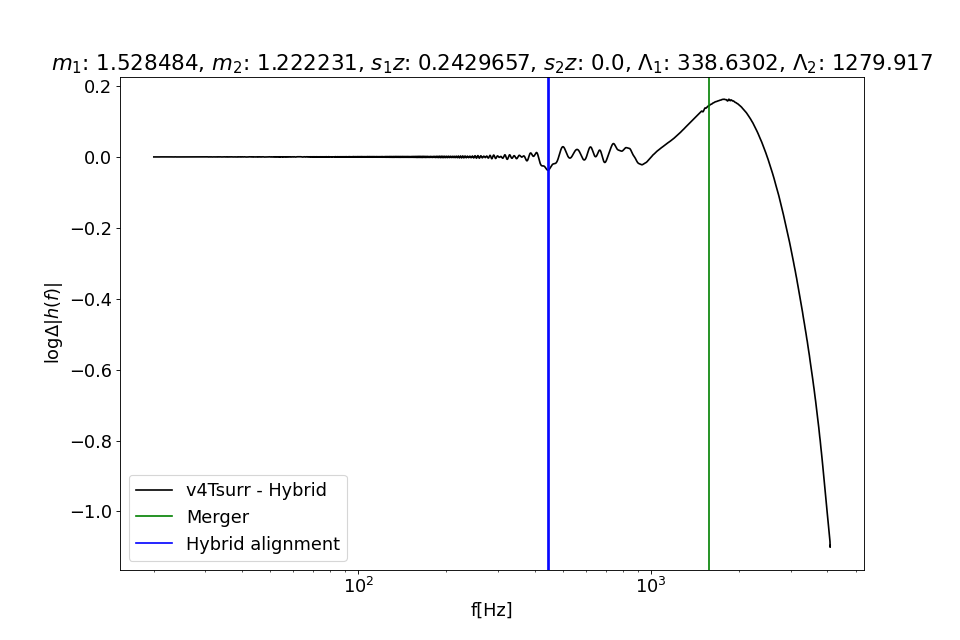 m₁: 1.528484, m₂: 1.222231, s₁z: 0.2429657, s₂z: 0.0, Λ₁: 338.6302, Λ₂: 1279.917
0.2
0.0
−0.2
−0.4
−0.6
−0.8
−1.0
logΔ|h(f)|
v4Tsurr - Hybrid
Merger
Hybrid alignment
10² 10³
f[Hz]